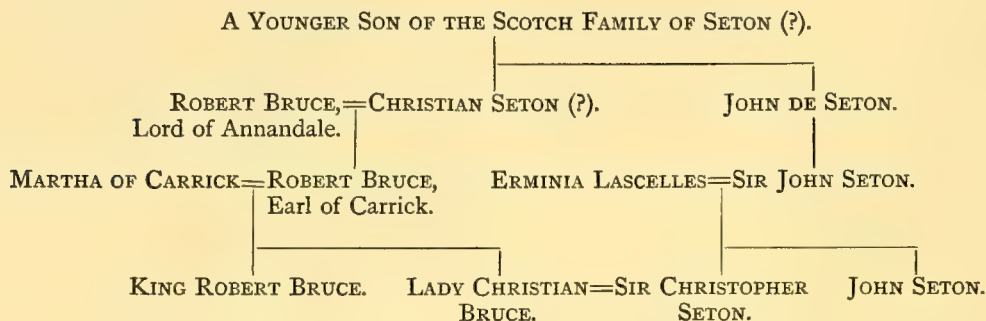 A Younger Son of the Scotch Family of Seton (?).
Robert Bruce,=Christian Seton (?). John de Seton.
Lord of Annandale.
Martha of Carrick=Robert Bruce, Erminia Lascelles=Sir John Seton.
Earl of Carrick.
King Robert Bruce. Lady Christian=Sir Christopher John Seton.
Bruce. Seton.